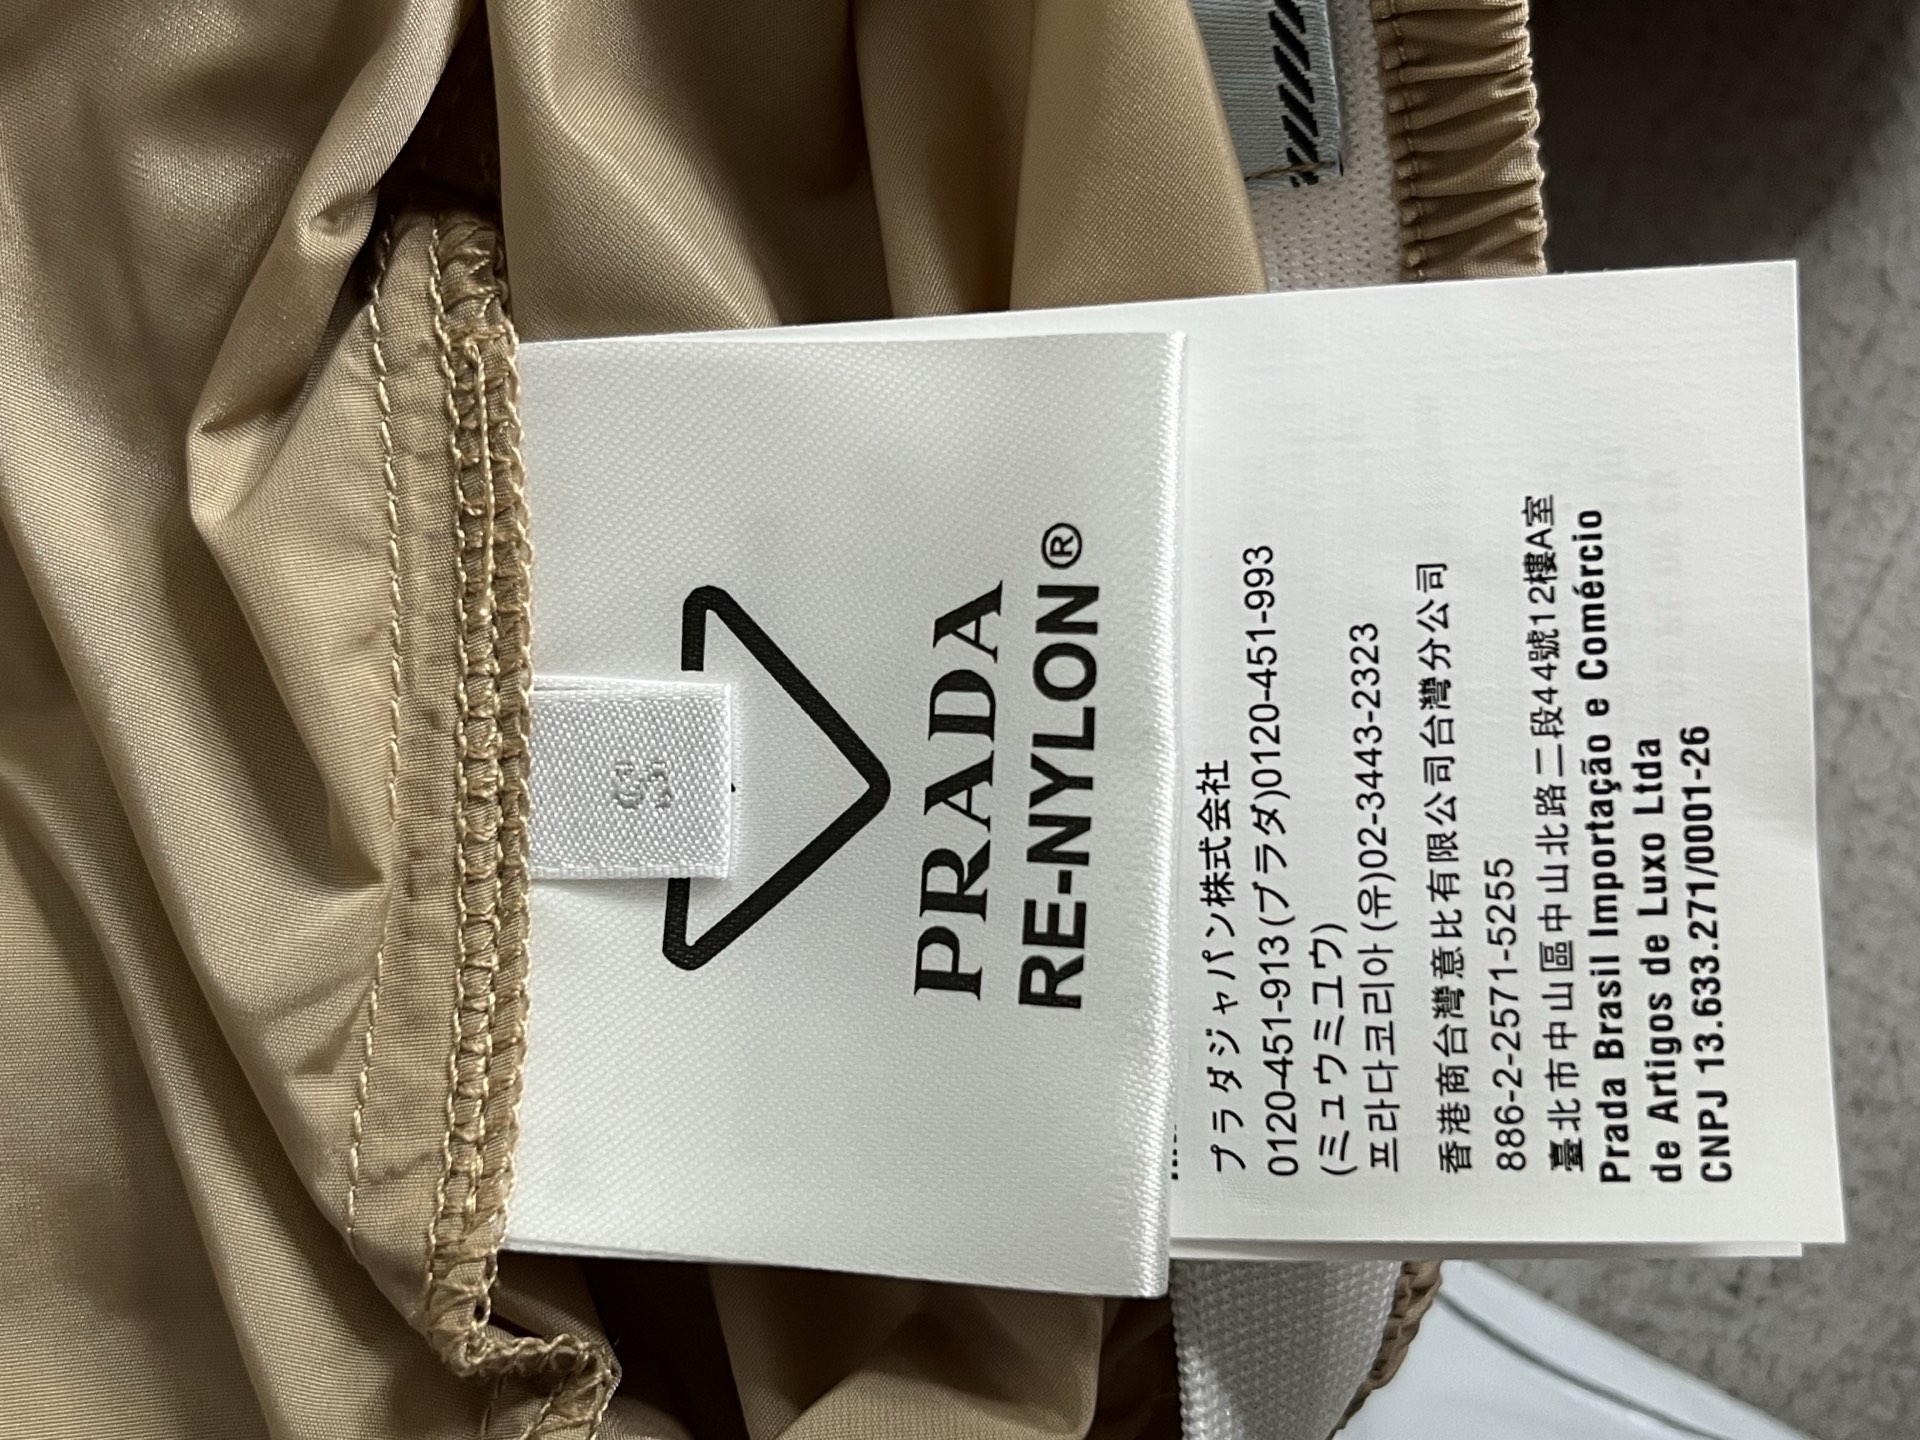 S
PRADA
RE-NYLON®
プラダジャパン株式会社
0120-451-913(プラダ)0120-451-993
(ミュウミュウ)
프라다코리아(유)02-3443-2323
香港商台灣意比有限公司台灣分公司
886-2-2571-5255
臺北市中山區中山北路二段44號12樓A室
Prada Brasil Importação e Comércio
de Artigos de Luxo Ltda
CNPJ 13.633.271/0001-26